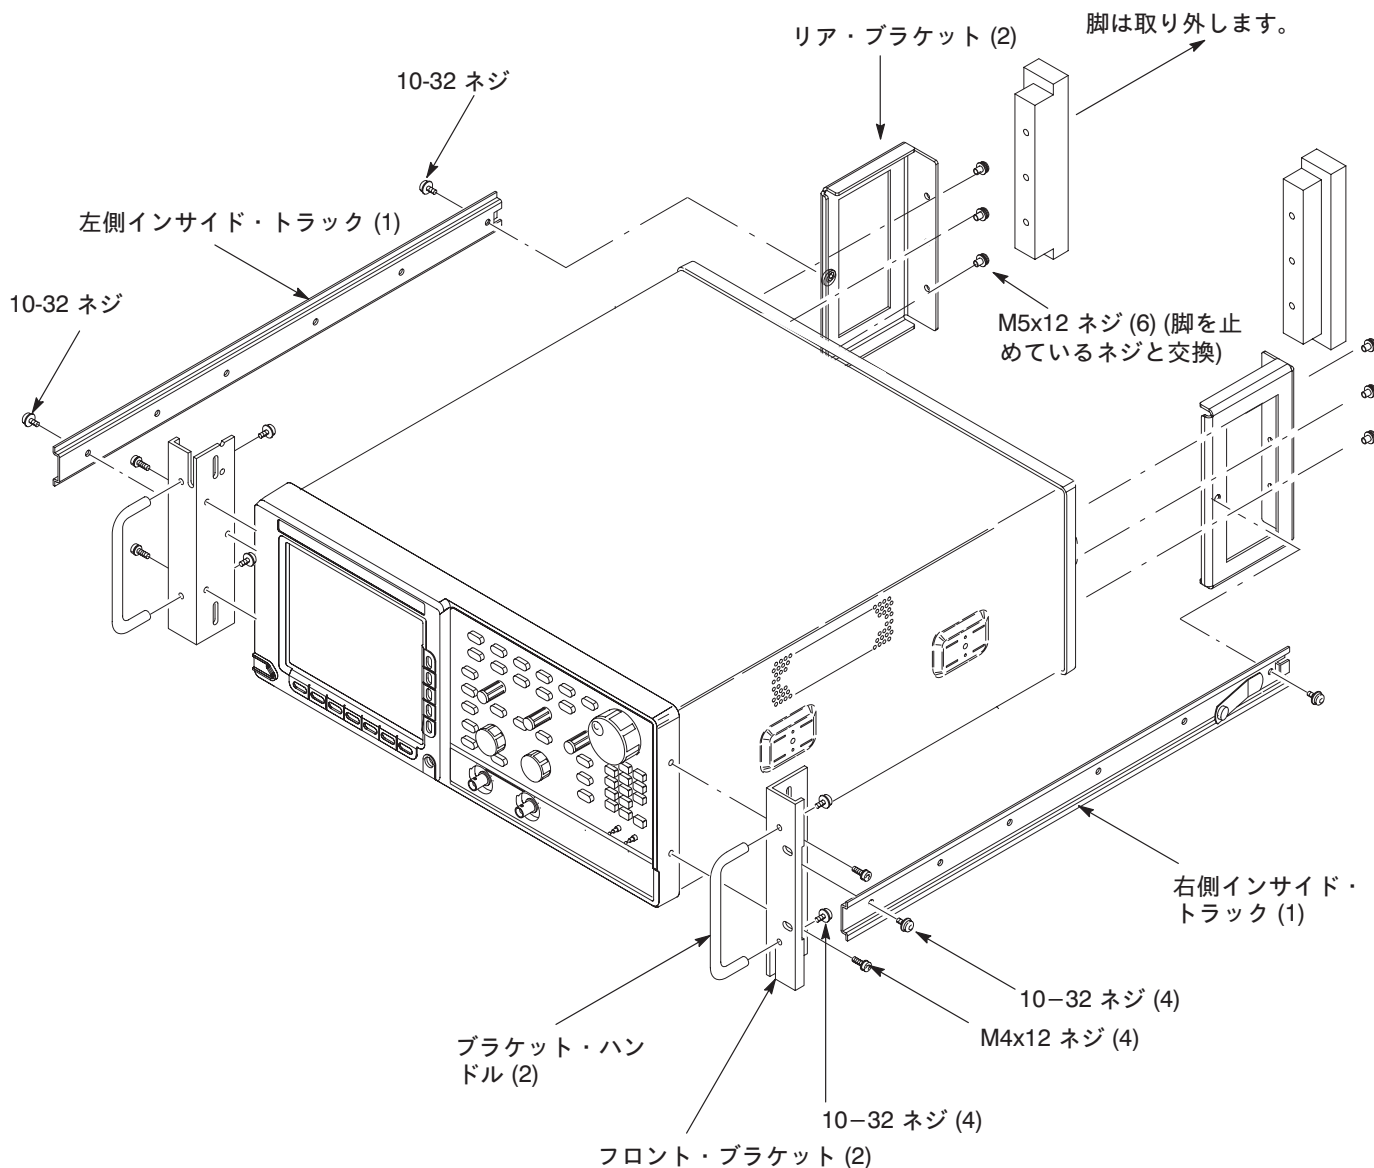 脚は取り外します。
リア・ブラケット (2)
10-32 ネジ
左側インサイド・トラック (1)
10-32 ネジ
M5x12 ネジ (6) (脚を止
めているネジと交換)
右側インサイド・
トラック (1)
10−32 ネジ (4)
M4x12 ネジ (4)
ブラケット・ハン
ドル (2)
10−32 ネジ (4)
フロント・ブラケット (2)